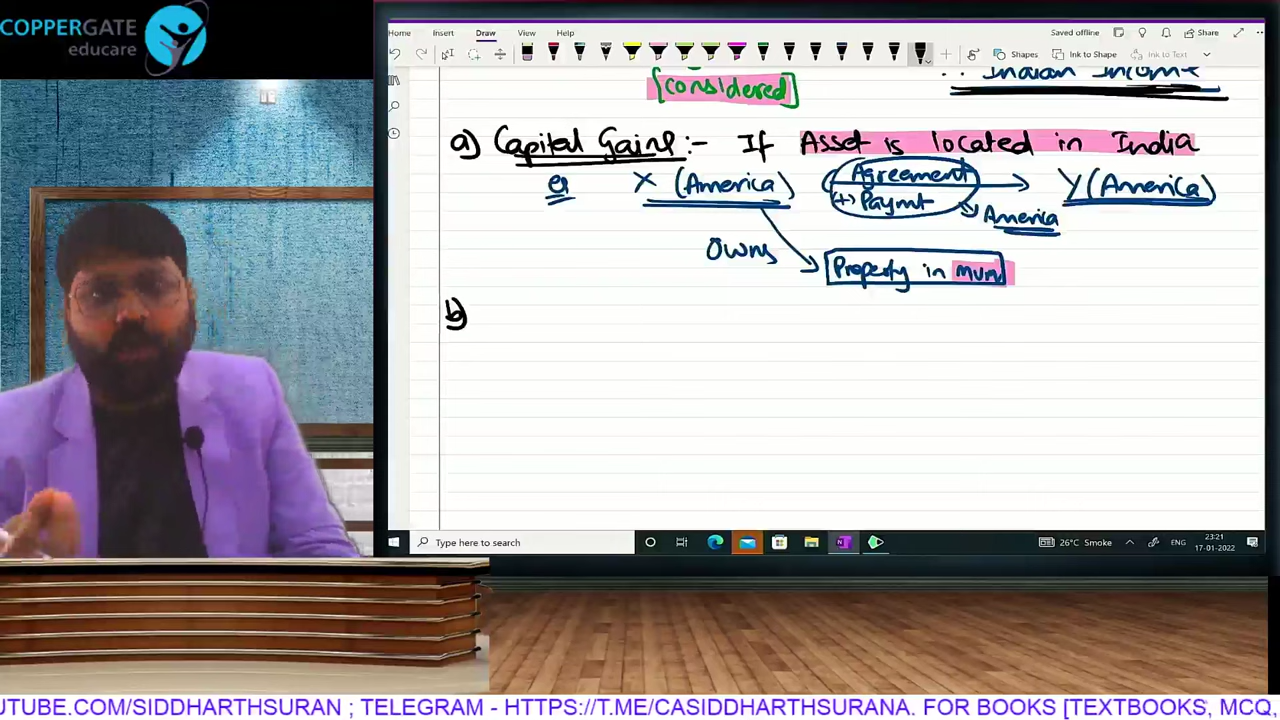 COPPERGATE
educare
Home Insert Draw View Help
Saved offline
Share
Shapes
Ink to Shape
Ink to Text
[considered]
∴ Indian Income
a) Capital Gains:- If Asset is located in India
eg X (America) Agreement Y (America)
(+) Paymt
America
Owns
Property in mum
b)
Type here to search
26°C Smoke
ENG
23:21
17-01-2022
UTUBE.COM/SIDDHARTHSURAN ; TELEGRAM - HTTPS://T.ME/CASIDDHARTHSURANA. FOR BOOKS [TEXTBOOKS, MCQ,